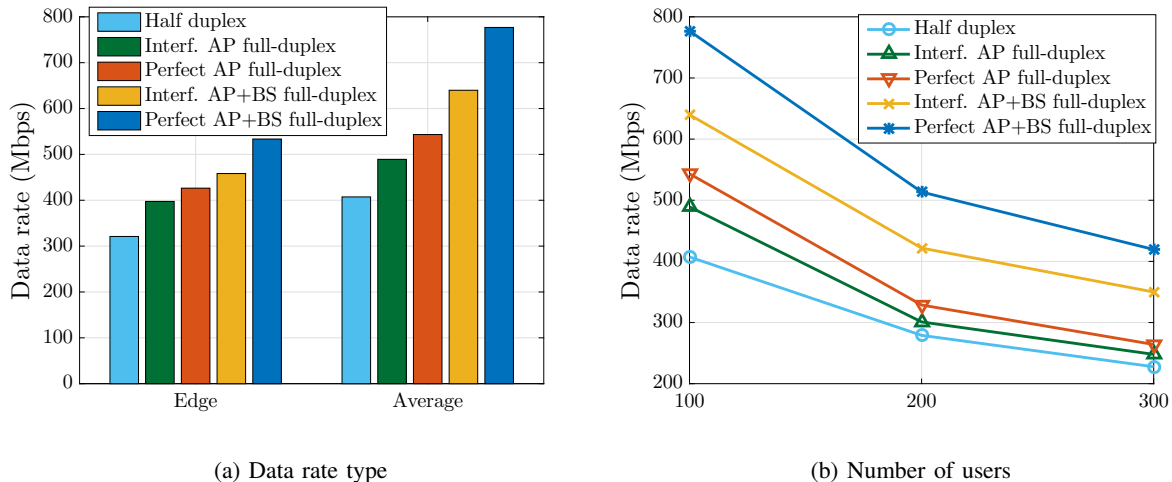 800
700
600
500
400
300
200
100
0
Data rate (Mbps)
Half duplex
Interf. AP full-duplex
Perfect AP full-duplex
Interf. AP+BS full-duplex
Perfect AP+BS full-duplex
Edge Average
(a) Data rate type
800
700
600
500
400
300
200
Data rate (Mbps)
Half duplex
Interf. AP full-duplex
Perfect AP full-duplex
Interf. AP+BS full-duplex
Perfect AP+BS full-duplex
100 200 300
(b) Number of users